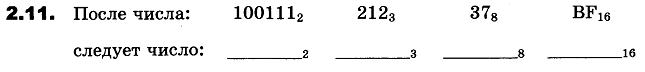 2.11. После числа: 100111₂ 212₃ 37₈ BF₁₆
следует число: ________₂ ________₃ ________₈ ________₁₆